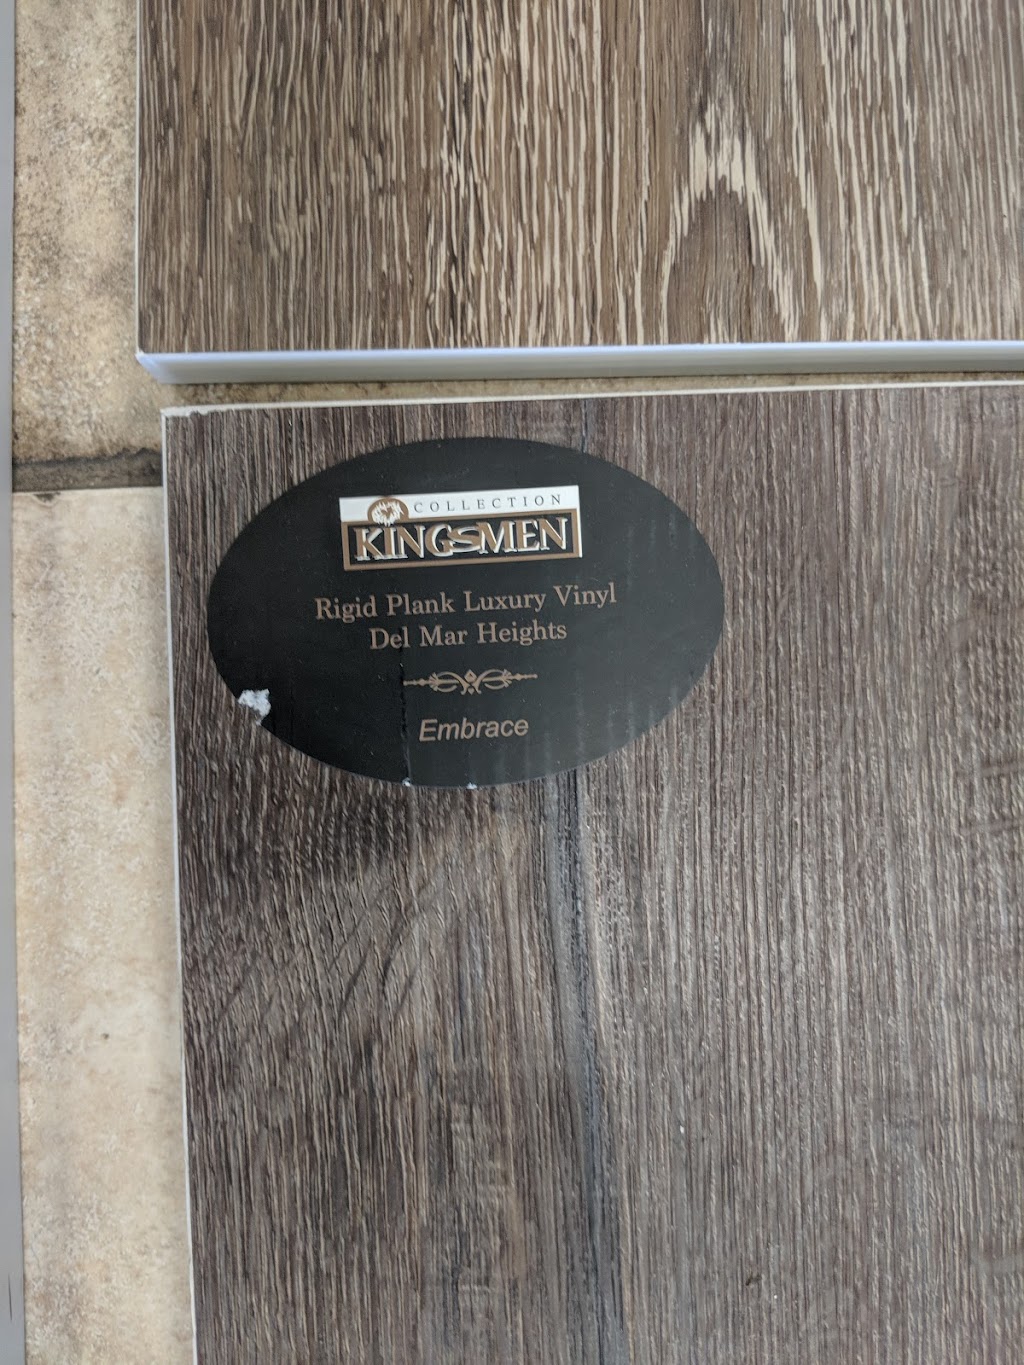 COLLECTION
KINGSMEN
Rigid Plank Luxury Vinyl
Del Mar Heights
Embrace